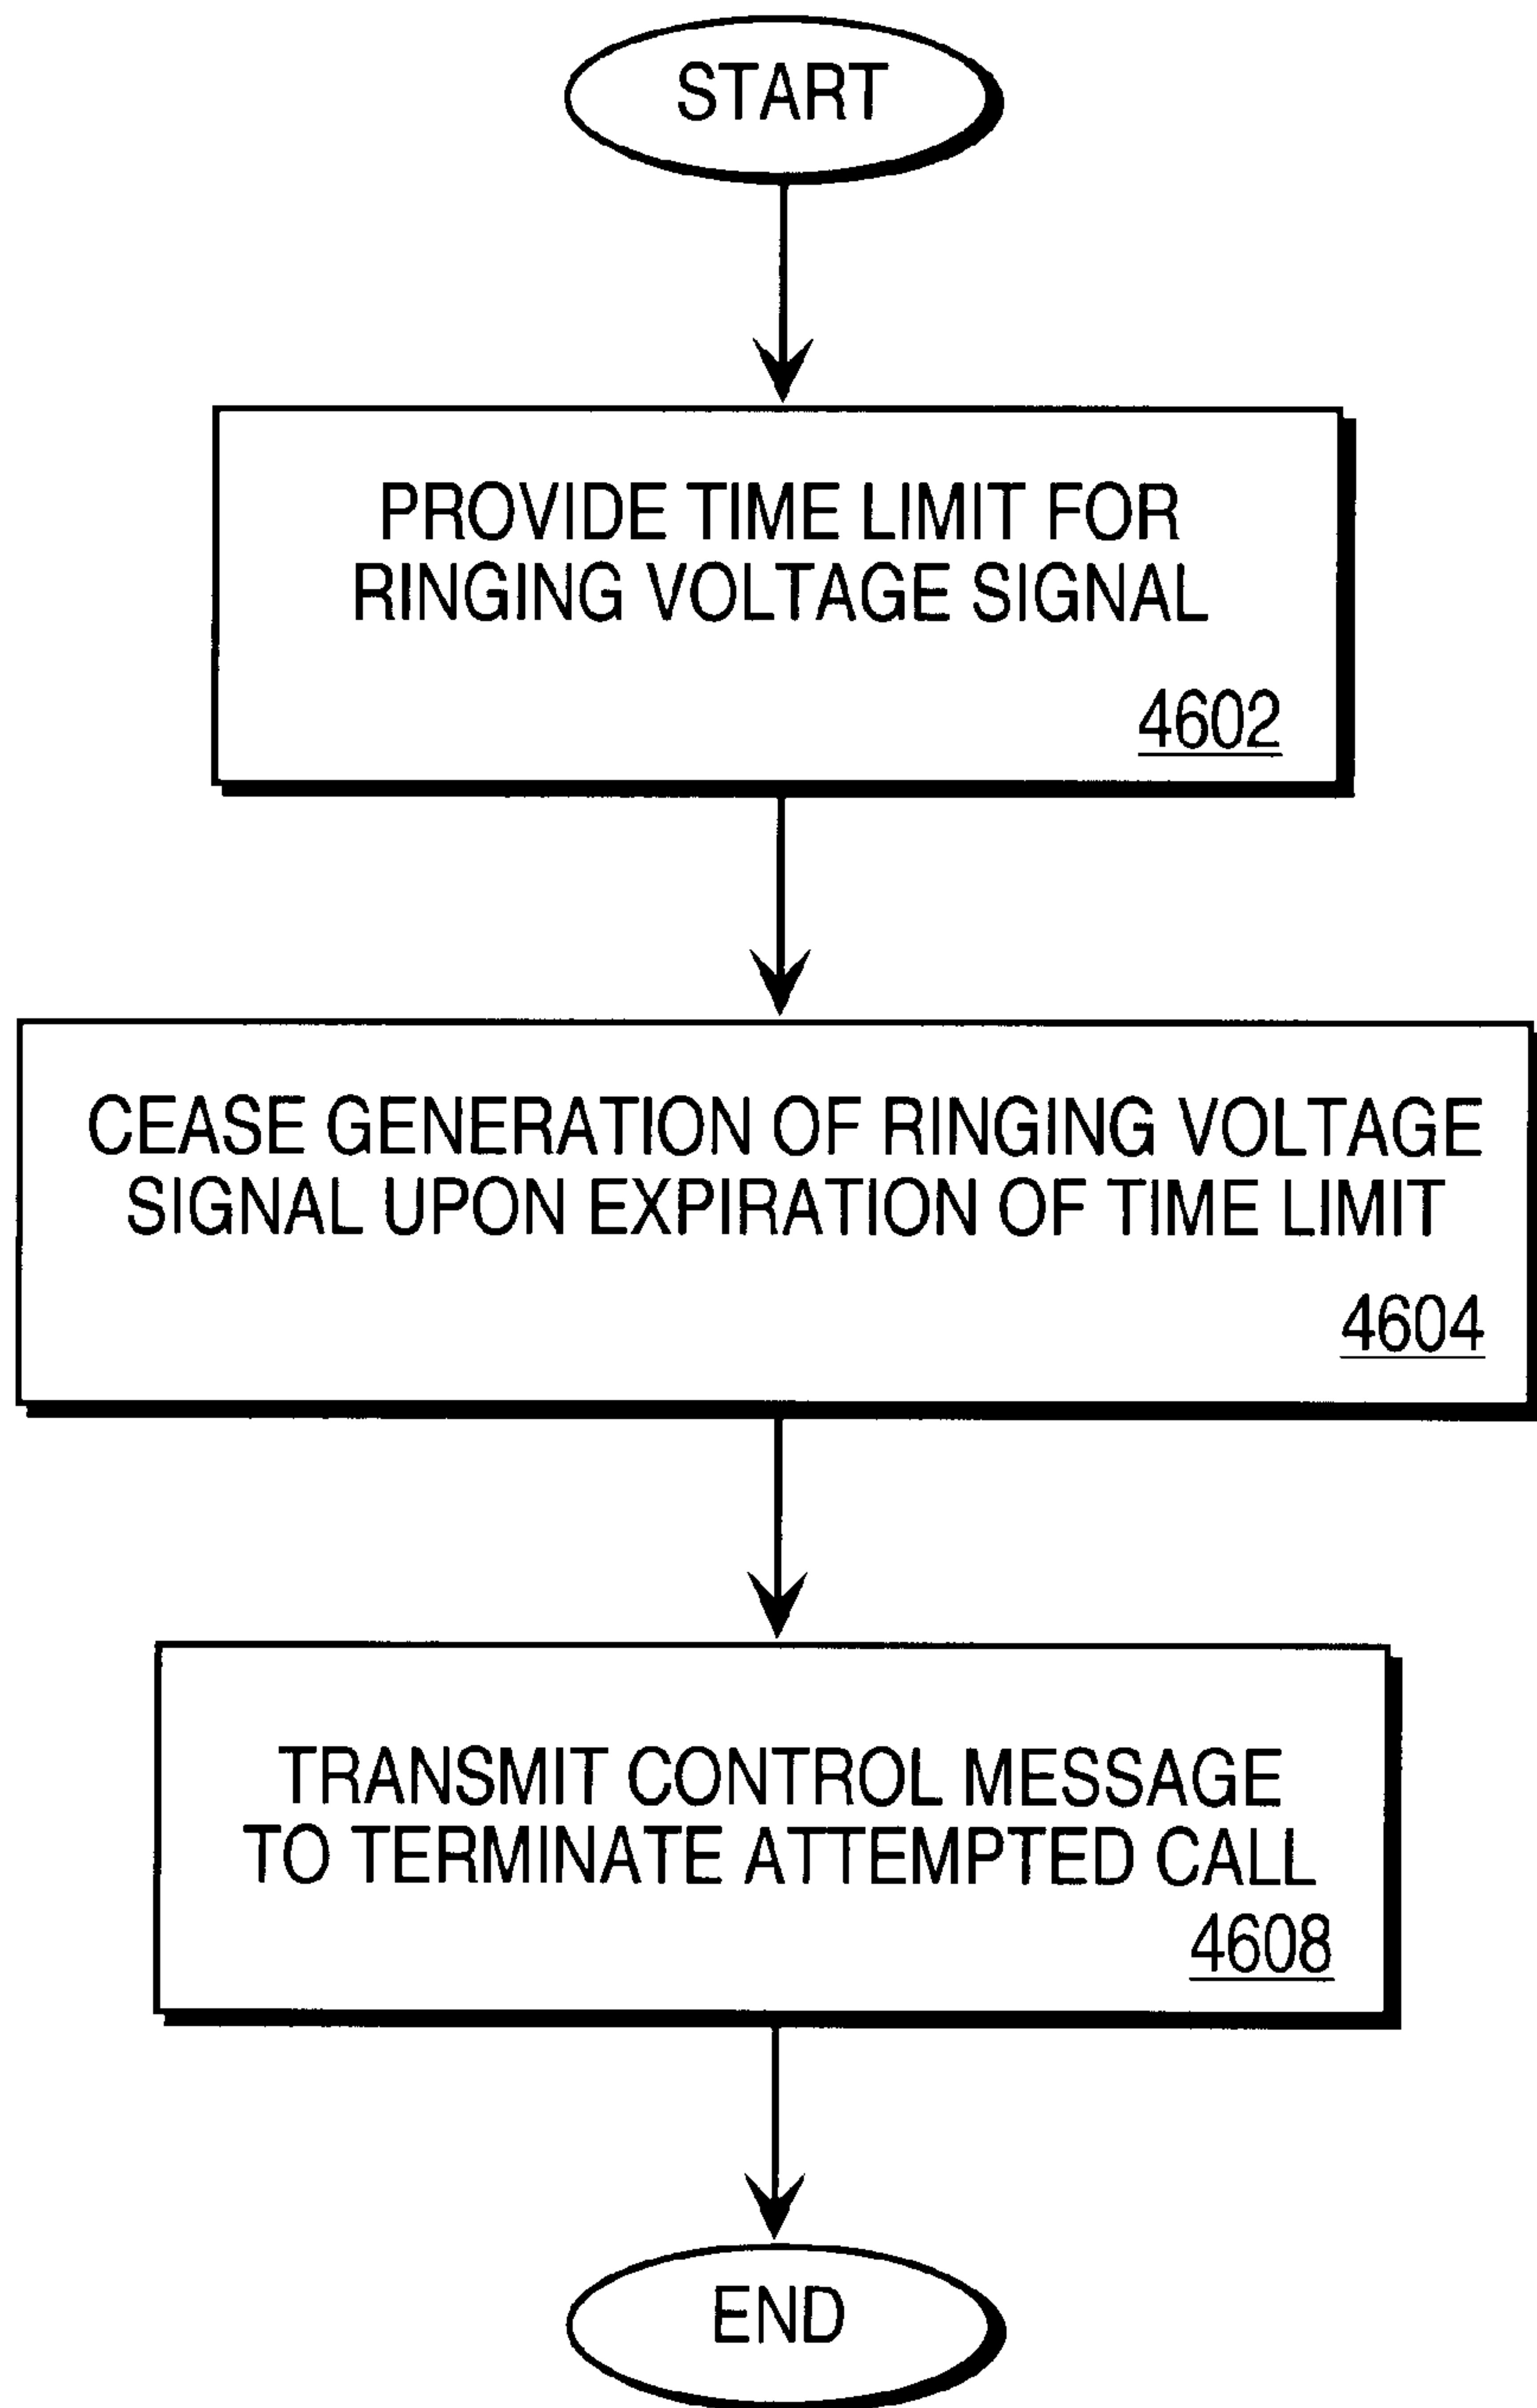 START
PROVIDE TIME LIMIT FOR
RINGING VOLTAGE SIGNAL
4602
CEASE GENERATION OF RINGING VOLTAGE
SIGNAL UPON EXPIRATION OF TIME LIMIT
4604
TRANSMIT CONTROL MESSAGE
TO TERMINATE ATTEMPTED CALL
4608
END